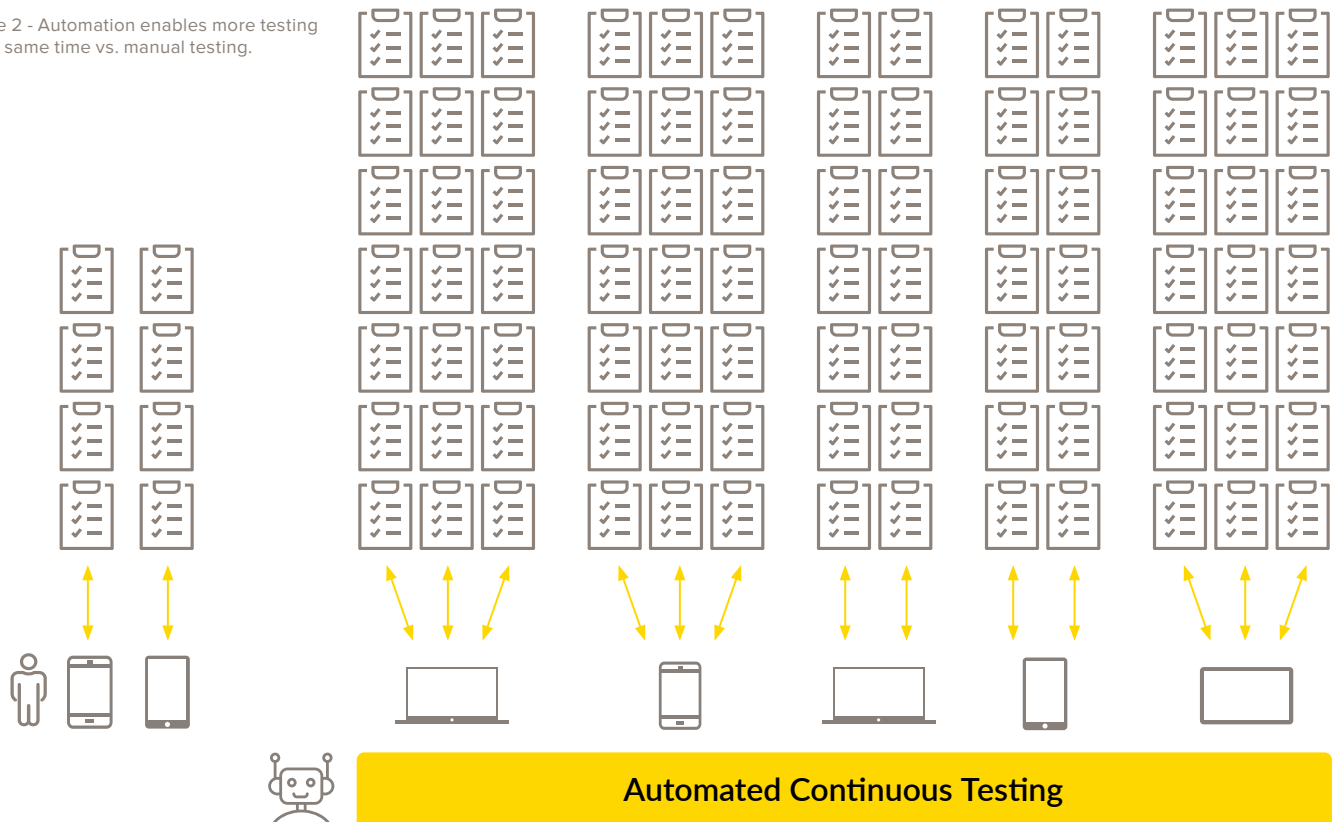 2 - Automation enables more testing
same time vs. manual testing.
Automated Continuous Testing